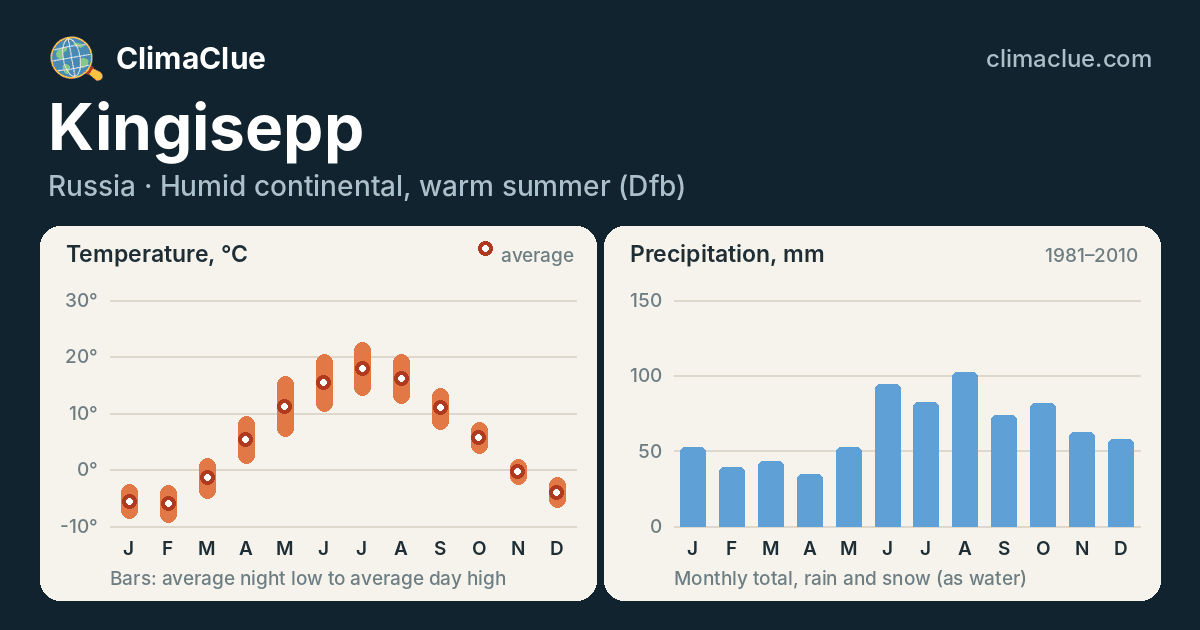 ClimaClue
climaclue.com
Kingisepp
Russia · Humid continental, warm summer (Dfb)
Temperature, °C
average
30°
20°
10°
0°
-10°
J F M A M J J A S O N D
Bars: average night low to average day high
Precipitation, mm
1981–2010
150
100
50
0
J F M A M J J A S O N D
Monthly total, rain and snow (as water)